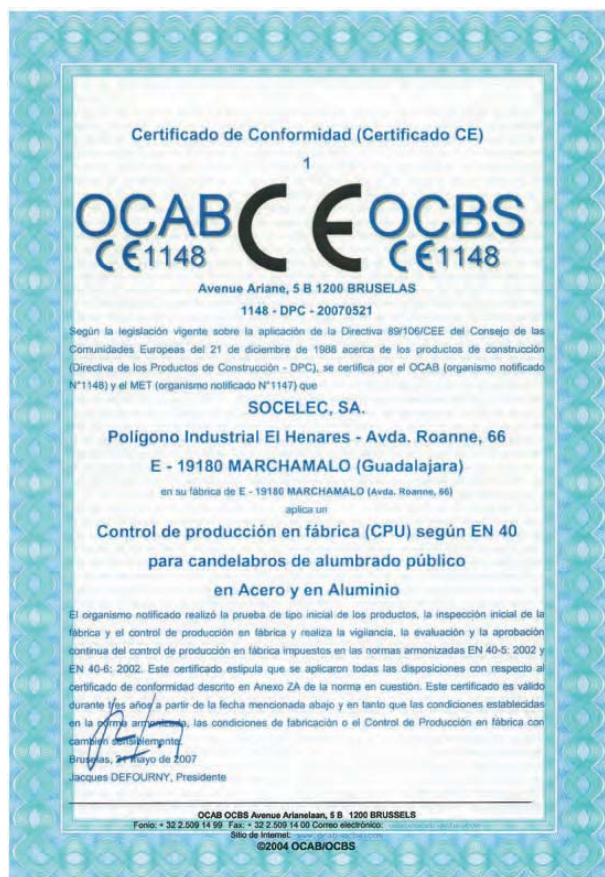 Certificado de Conformidad (Certificado CE)
1
OCAB CE OCBS
CE1148 CE1148
Avenue Ariane, 5 B 1200 BRUSELAS
1148 - DPC - 20070521
Según la legislación vigente sobre la aplicación de la Directiva 89/106/CEE del Consejo de las
Comunidades Europeas del 21 de diciembre de 1988 acerca de los productos de construcción
(Directiva de los Productos de Construcción - DPC), se certifica por el OCAB (organismo notificado
N°1148) y el MET (organismo notificado N°1147) que
SOCELEC, SA.
Polígono Industrial El Henares - Avda. Roanne, 66
E - 19180 MARCHAMALO (Guadalajara)
en su fábrica de E - 19180 MARCHAMALO (Avda. Roanne, 66)
aplica un
Control de producción en fábrica (CPU) según EN 40
para candelabros de alumbrado público
en Acero y en Aluminio
El organismo notificado realizó la prueba de tipo inicial de los productos, la inspección inicial de la
fábrica y el control de producción en fábrica y realiza la vigilancia, la evaluación y la aprobación
continua del control de producción en fábrica impuestos en las normas armonizadas EN 40-5: 2002 y
EN 40-6: 2002. Este certificado estipula que se aplicaron todas las disposiciones con respecto al
certificado de conformidad descrito en Anexo ZA de la norma en cuestión. Este certificado es válido
durante tres años a partir de la fecha mencionada abajo y en tanto que las condiciones establecidas
en la norma armonizada, las condiciones de fabricación o el Control de Producción en fábrica con
cambien sensiblemente.
Bruselas, 21 mayo de 2007
Jacques DEFOURNY, Presidente
OCAB OCBS Avenue Arianelaan, 5 B 1200 BRUSSELS
Fonio: + 32 2.509 14 99 Fax: + 32 2.509 14 00 Correo electrónico:
Sitio de Internet: www.ocab-ocbs.com
©2004 OCAB/OCBS